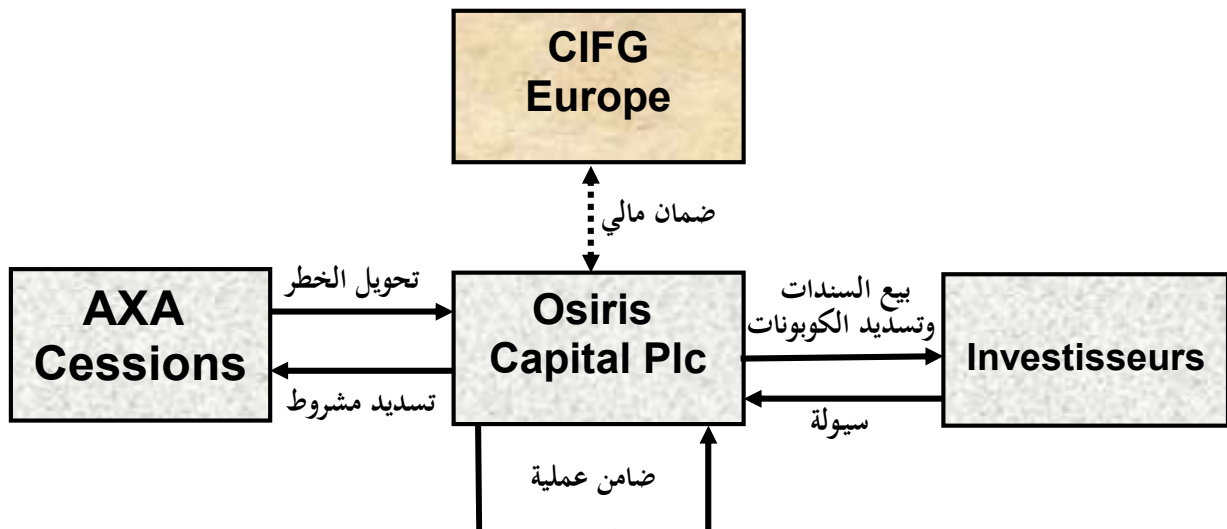 CIFG
Europe
ضمان مالي
تحويل الخطر
AXA
Cessions
تسديد مشروط
Osiris
Capital Plc
بيع السندات
وتسديد الكوبونات
سيولة
Investisseurs
ضامن عملية